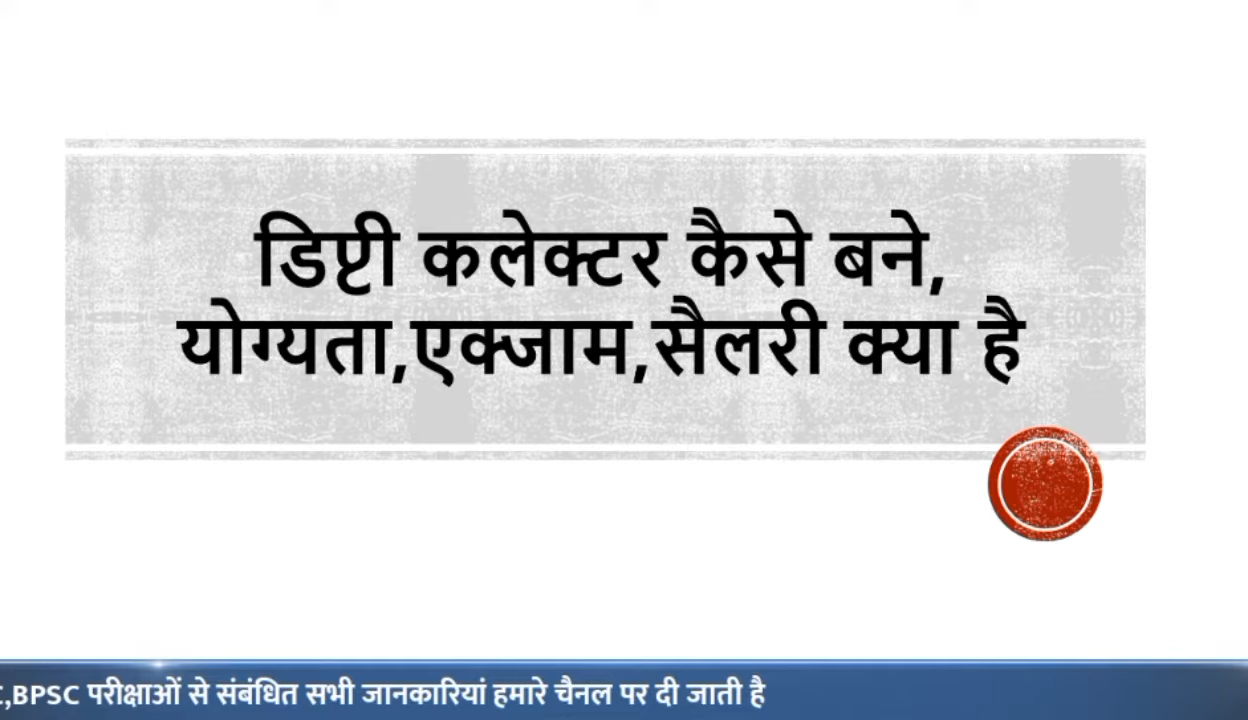 डिप्टी कलेक्टर कैसे बने,
योग्यता,एक्जाम,सैलरी क्या है
,BPSC परीक्षाओं से संबंधित सभी जानकारियां हमारे चैनल पर दी जाती है